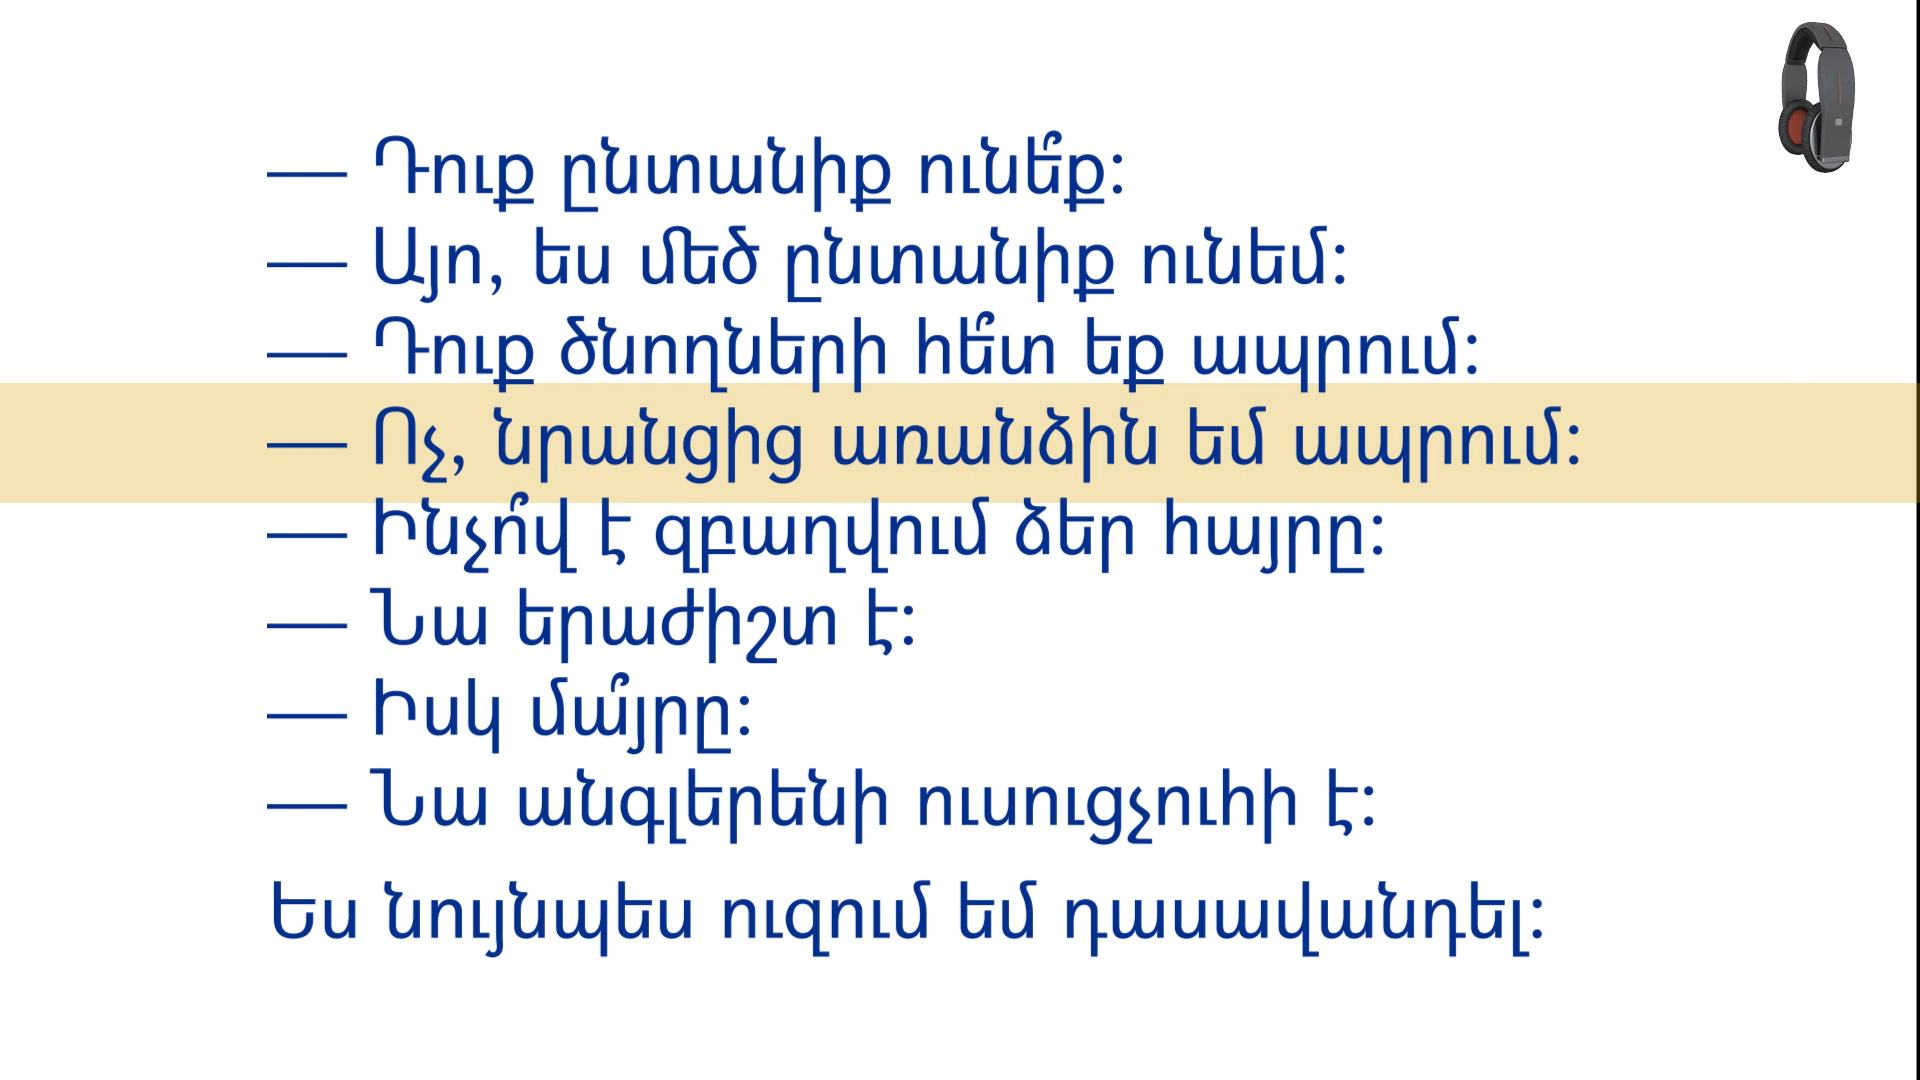 — Դուք ընտանիք ունե՞ք:
— Այո, ես մեծ ընտանիք ունեմ:
— Դուք ծնողների հե՞տ եք ապրում:
— Ոչ, նրանցից առանձին եմ ապրում:
— Ինչո՞վ է զբաղվում ձեր հայրը:
— Նա երաժիշտ է:
— Իսկ մա՞յրը:
— Նա անգլերենի ուսուցչուհի է:
Ես նույնպես ուզում եմ դասավանդել: